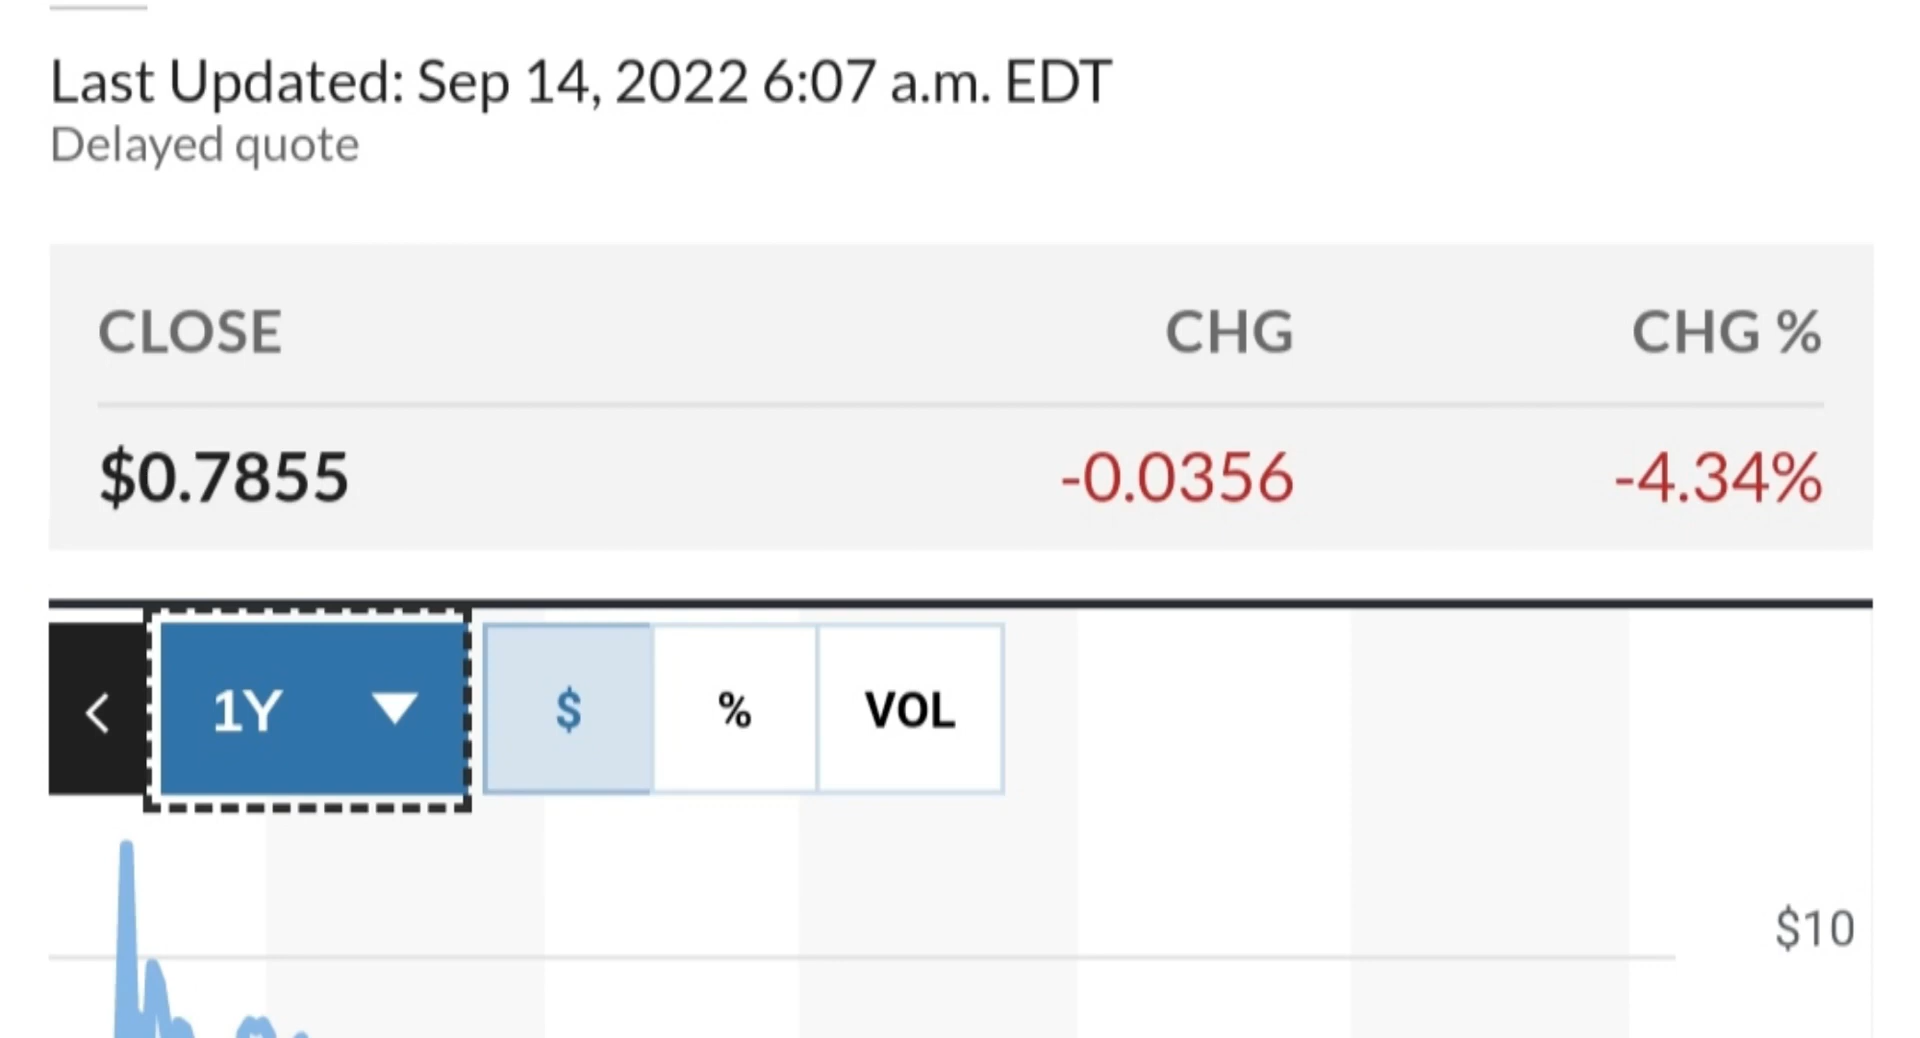 Last Updated: Sep 14, 2022 6:07 a.m. EDT
Delayed quote
CLOSE CHG CHG %
$0.7855 -0.0356 -4.34%
1Y $ % VOL
$10